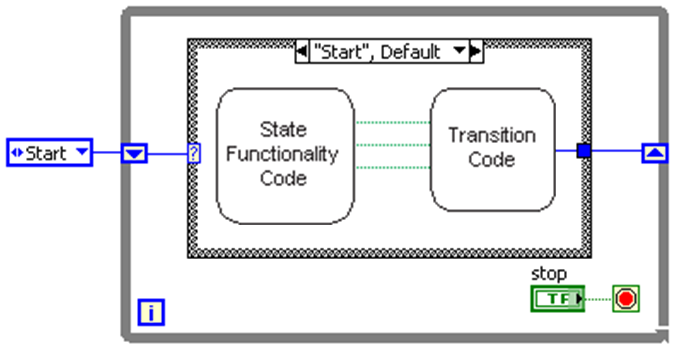 "Start", Default
State
Functionality
Code
Transition
Code
Start
?
stop
TF
i